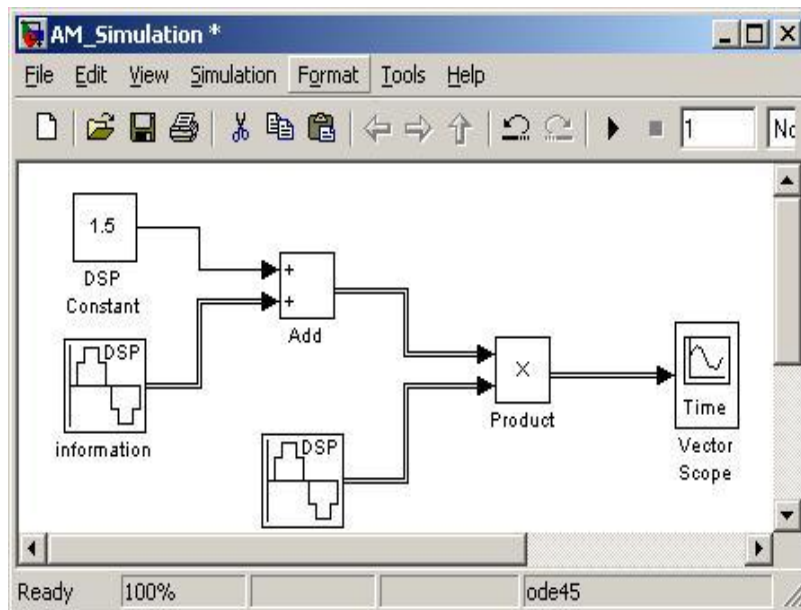 AM_Simulation *
File Edit View Simulation Format Tools Help
1
1.5
DSP
Constant
+
+
Add
DSP
information
DSP
X
Product
Time
Vector
Scope
Ready 100% ode45